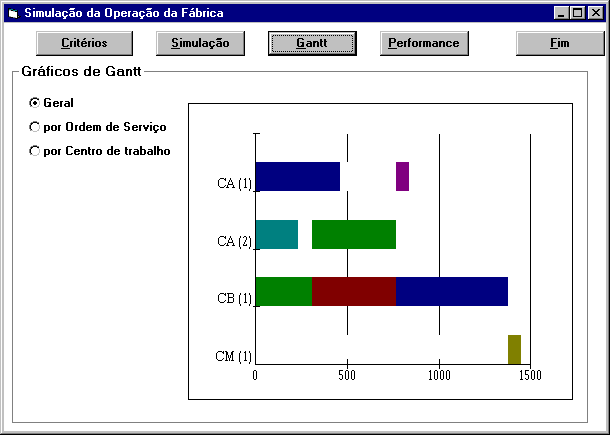 Simulação da Operação da Fábrica
Critérios Simulação Gantt Performance Fim
Gráficos de Gantt
Geral
por Ordem de Serviço
por Centro de trabalho
CA (1)
CA (2)
CB (1)
CM (1)
0 500 1000 1500